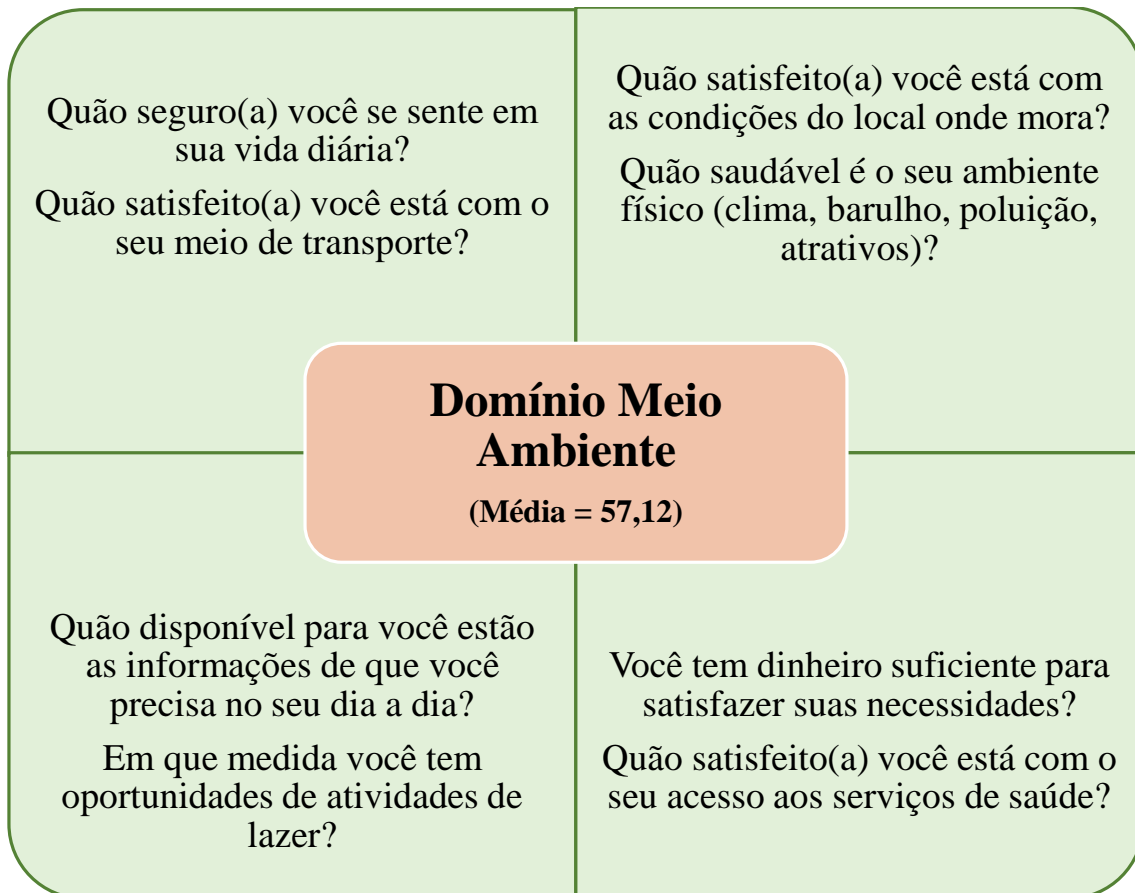 Quão seguro(a) você se sente em
sua vida diária?
Quão satisfeito(a) você está com o
seu meio de transporte?
Quão satisfeito(a) você está com
as condições do local onde mora?
Quão saudável é o seu ambiente
físico (clima, barulho, poluição,
atrativos)?
Domínio Meio
Ambiente
(Média = 57,12)
Quão disponível para você estão
as informações de que você
precisa no seu dia a dia?
Em que medida você tem
oportunidades de atividades de
lazer?
Você tem dinheiro suficiente para
satisfazer suas necessidades?
Quão satisfeito(a) você está com o
seu acesso aos serviços de saúde?